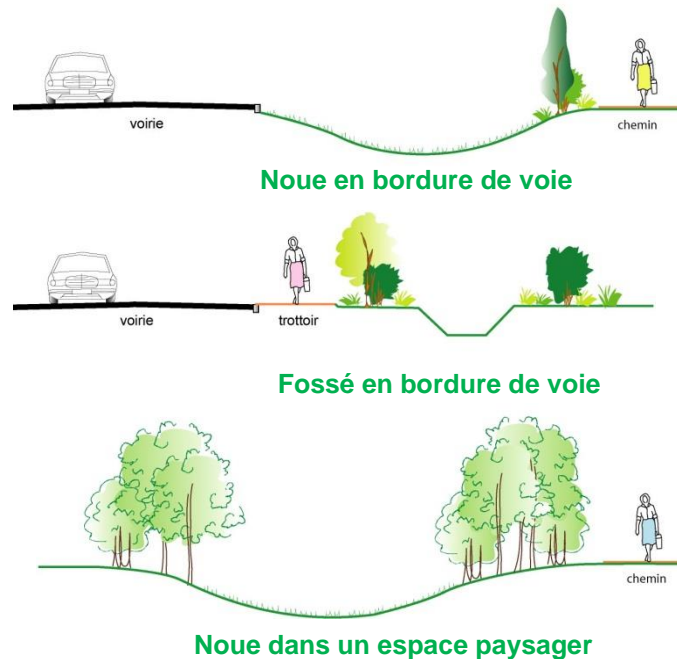 voirie
chemin
Noue en bordure de voie
voirie
trottoir
Fossé en bordure de voie
chemin
Noue dans un espace paysager